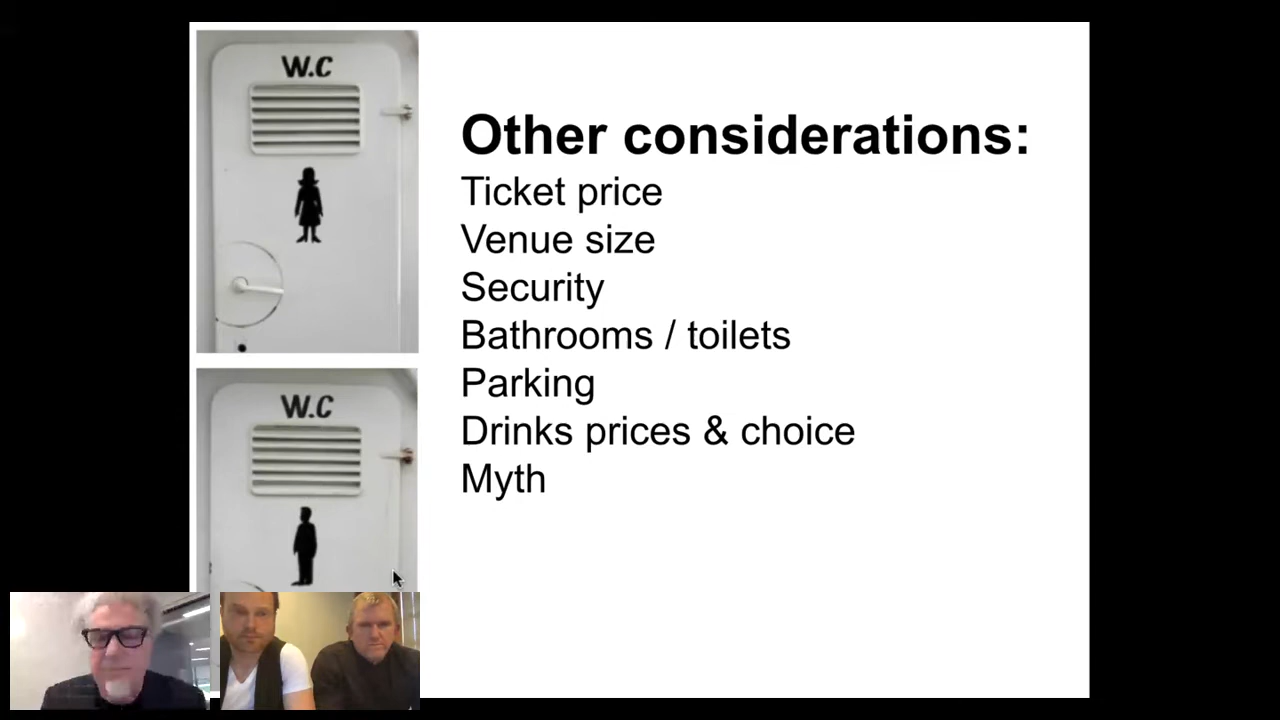 W.C
Other considerations:
Ticket price
Venue size
Security
Bathrooms / toilets
Parking
Drinks prices & choice
Myth
W.C